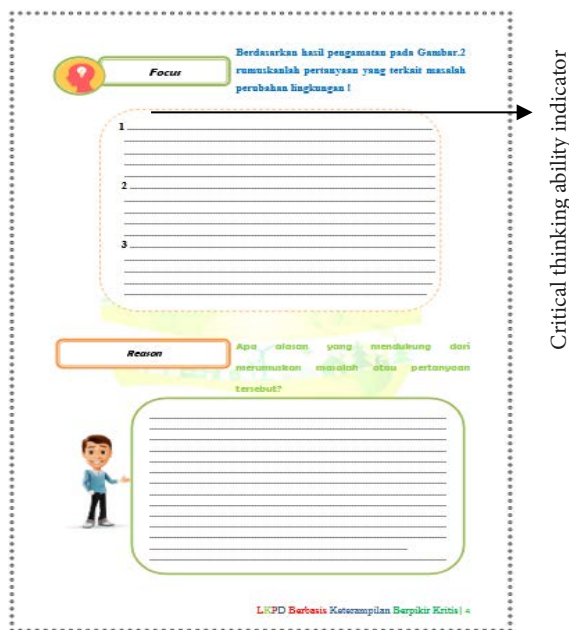 Focus
Berdasarkan hasil pengamatan pada Gambar.2
rumuskanlah pertanyaan yang terkait masalah
perubahan lingkungan !
1
2
3
Reason
Apa alasan yang mendukung dari
merumuskan masalah atau pertanyaan
tersebut?
LKPD Berbasis Keterampilan Berpikir Kritis| 4
Critical thinking ability indicator